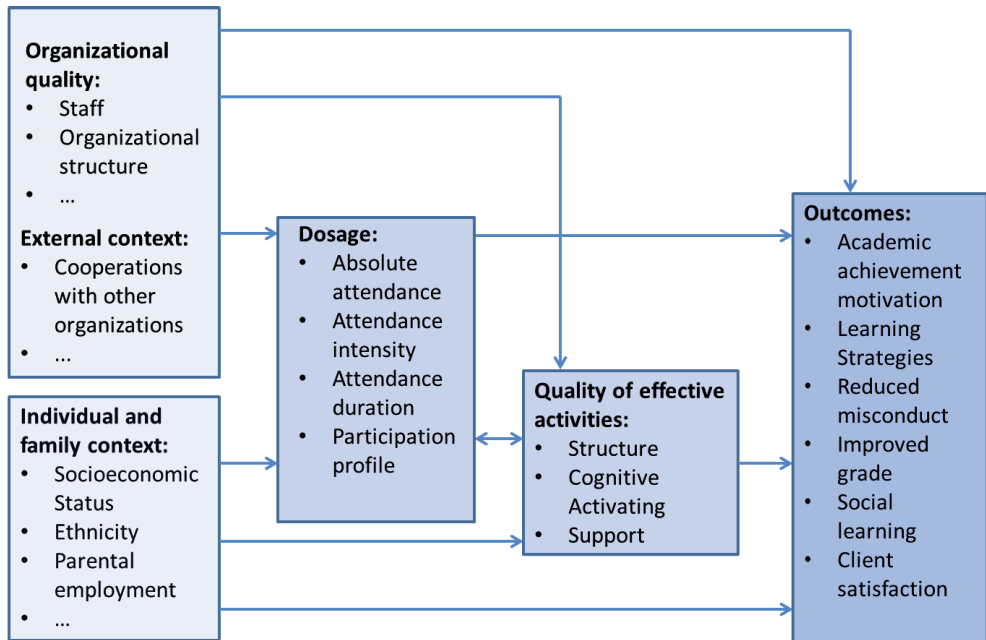 Organizational
quality:
• Staff
• Organizational
structure
• ...
External context:
• Cooperations
with other
organizations
• ...
Individual and
family context:
• Socioeconomic
Status
• Ethnicity
• Parental
employment
• ...
Dosage:
• Absolute
attendance
• Attendance
intensity
• Attendance
duration
• Participation
profile
Quality of effective
activities:
• Structure
• Cognitive
Activating
• Support
Outcomes:
• Academic
achievement
motivation
• Learning
Strategies
• Reduced
misconduct
• Improved
grade
• Social
learning
• Client
satisfaction